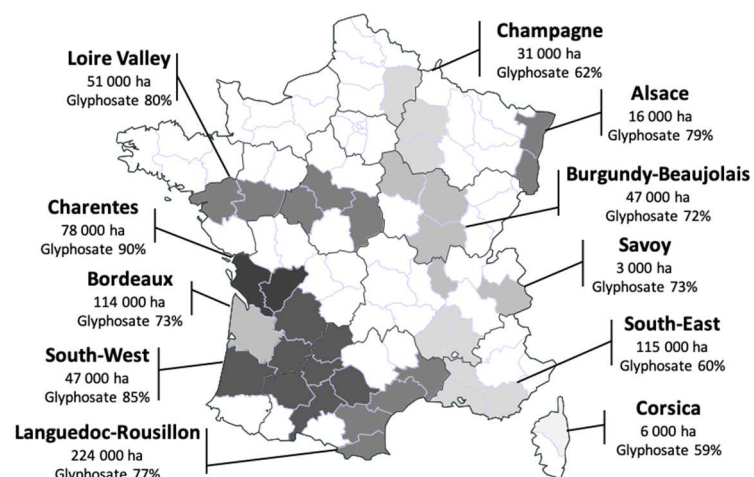 Champagne
31 000 ha
Glyphosate 62%
Loire Valley
51 000 ha
Glyphosate 80%
Alsace
16 000 ha
Glyphosate 79%
Burgundy-Beaujolais
47 000 ha
Glyphosate 72%
Charentes
78 000 ha
Glyphosate 90%
Savoy
3 000 ha
Glyphosate 73%
Bordeaux
114 000 ha
Glyphosate 73%
South-East
115 000 ha
Glyphosate 60%
South-West
47 000 ha
Glyphosate 85%
Corsica
6 000 ha
Glyphosate 59%
Languedoc-Rousillon
224 000 ha
Glyphosate 77%